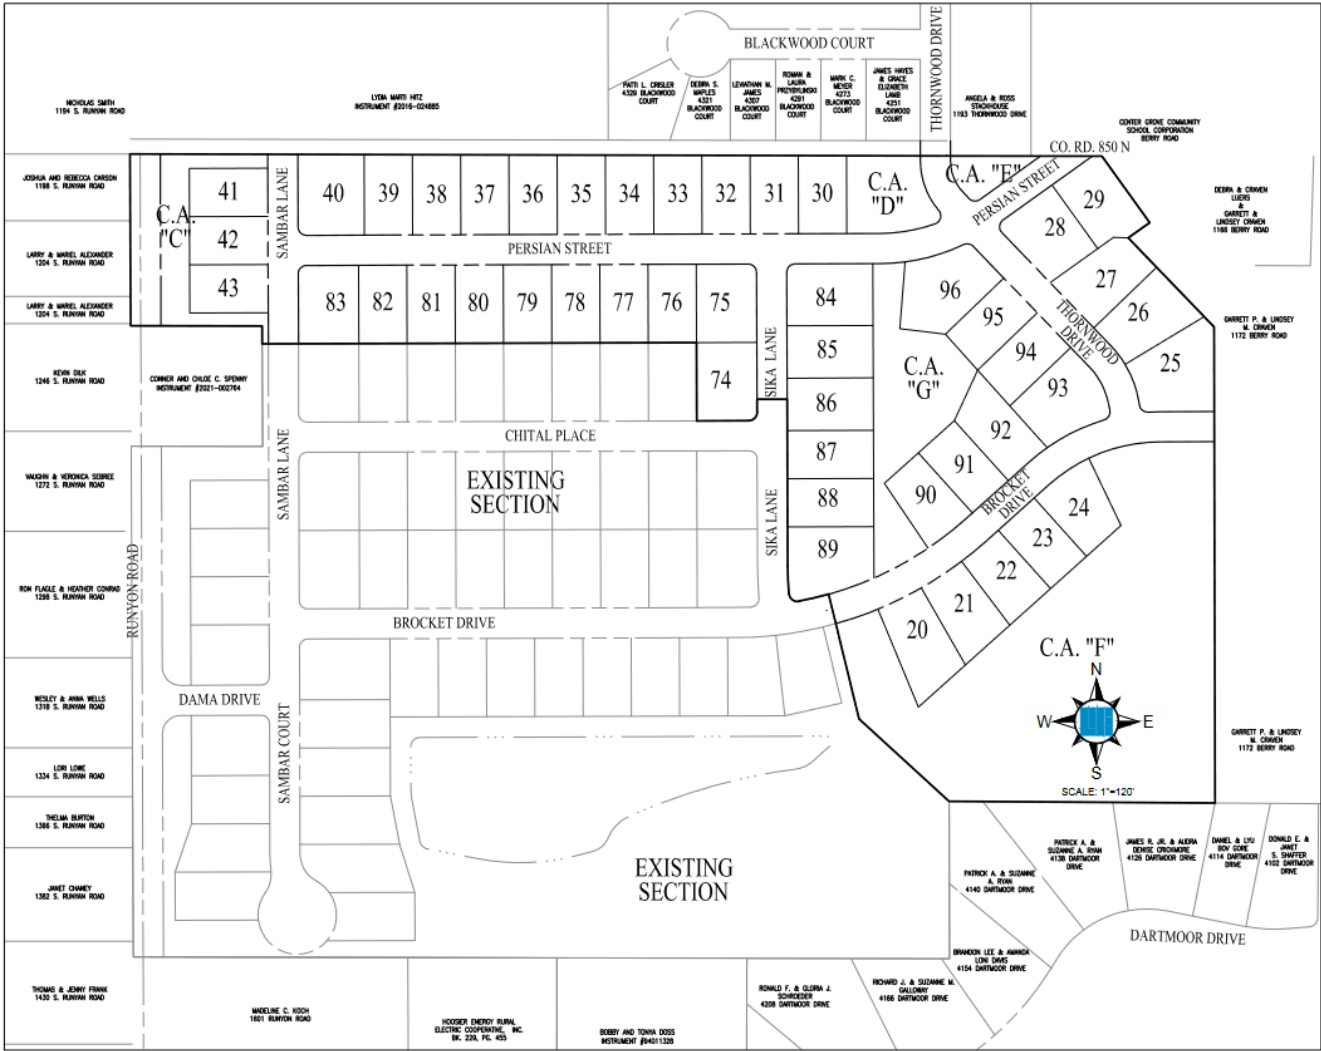 BLACKWOOD COURT
THORNWOOD DRIVE
NICHOLAS SMITH
1194 S. RUNYAN ROAD
LYDIA MARTI HITZ
INSTRUMENT #2016-024885
PATTI L. CRISLER
4329 BLACKWOOD
COURT
DEBRA S.
MAPLES
4321
BLACKWOOD
COURT
LEVIATHAN M.
JAMES
4307
BLACKWOOD
COURT
ROMAN &
LAURA
PRZYBYLINSKI
4291
BLACKWOOD
COURT
MARK C.
MEYER
4273
BLACKWOOD
COURT
JAMES HAYES
& GRACE
ELIZABETH
LAMB
4251
BLACKWOOD
COURT
ANGELA & ROSS
STACKHOUSE
1193 THORNWOOD DRIVE
CENTER GROVE COMMUNITY
SCHOOL CORPORATION
BERRY ROAD
CO. RD. 850 N
JOSHUA AND REBECCA CARSON
1198 S. RUNYAN ROAD
C.A.
"C"
41
42
43
SAMBAR LANE
40
39
38
37
36
35
34
33
32
31
30
C.A.
"D"
C.A. "E"
PERSIAN STREET
29
28
DEBRA & CRAVEN
LUERS
&
GARRETT &
LINDSEY CRAVEN
1166 BERRY ROAD
LARRY & MARIEL ALEXANDER
1204 S. RUNYAN ROAD
PERSIAN STREET
LARRY & MARIEL ALEXANDER
1204 S. RUNYAN ROAD
83
82
81
80
79
78
77
76
75
74
SIKA LANE
84
85
86
87
88
89
96
95
94
93
92
91
90
C.A.
"G"
THORNWOOD
DRIVE
27
26
25
GARRETT P. & LINDSEY
M. CRAVEN
1172 BERRY ROAD
KEVIN DILK
1246 S. RUNYAN ROAD
CONNER AND CHLOE C. SPENNY
INSTRUMENT #2021-002764
CHITAL PLACE
SAMBAR LANE
EXISTING
SECTION
SIKA LANE
BROCKET
DRIVE
24
23
22
21
20
VAUGHN & VERONICA SEBREE
1272 S. RUNYAN ROAD
RON FLAGLE & HEATHER CONRAD
1298 S. RUNYAN ROAD
RUNYON ROAD
BROCKET DRIVE
C.A. "F"
N
W
E
S
SCALE: 1"=120'
WESLEY & ANNA WELLS
1318 S. RUNYAN ROAD
DAMA DRIVE
SAMBAR COURT
GARRETT P. & LINDSEY
M. CRAVEN
1172 BERRY ROAD
LORI LOWE
1334 S. RUNYAN ROAD
THELMA BURTON
1366 S. RUNYAN ROAD
JANET CHANEY
1382 S. RUNYAN ROAD
EXISTING
SECTION
PATRICK A. & SUZANNE
A. RYAN
4140 DARTMOOR DRIVE
PATRICK A. &
SUZANNE A. RYAN
4136 DARTMOOR
DRIVE
JAMES R. JR. & AUDRA
DENISE CRICKMORE
4126 DARTMOOR DRIVE
DANIEL & LYU
BOV GORE
4114 DARTMOOR
DRIVE
DONALD E. &
JANET
S. SHAFFER
4102 DARTMOOR
DRIVE
DARTMOOR DRIVE
BRANDON LEE & AMANDA
LONI DAVIS
4154 DARTMOOR DRIVE
THOMAS & JENNY FRANK
1430 S. RUNYAN ROAD
MADELINE C. KOCH
1601 RUNYON ROAD
HOOSIER ENERGY RURAL
ELECTRIC COOPERATIVE, INC.
BK. 229, PG. 455
BOBBY AND TONYA DOSS
INSTRUMENT #94011328
RONALD F. & GLORIA J.
SCHROEDER
4208 DARTMOOR DRIVE
RICHARD J. & SUZANNE M.
GALLOWAY
4166 DARTMOOR DRIVE